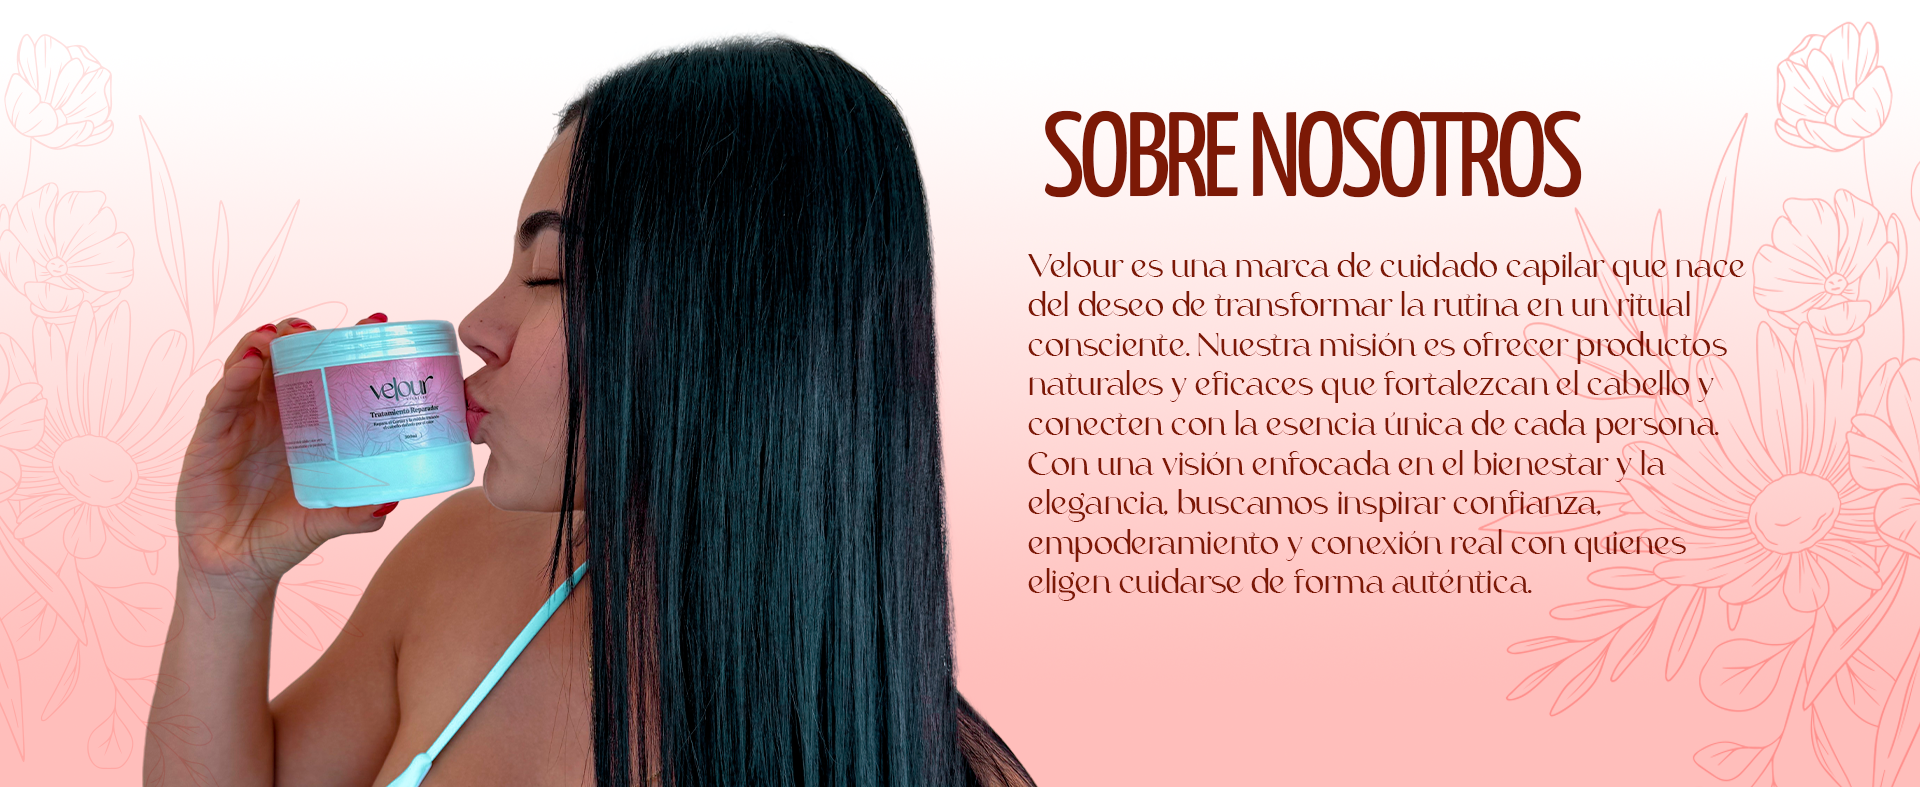 SOBRE NOSOTROS
Velour es una marca de cuidado capilar que nace
del deseo de transformar la rutina en un ritual
consciente. Nuestra misión es ofrecer productos
naturales y eficaces que fortalezcan el cabello y
conecten con la esencia única de cada persona.
Con una visión enfocada en el bienestar y la
elegancia, buscamos inspirar confianza,
empoderamiento y conexión real con quienes
eligen cuidarse de forma auténtica.
velour
Tratamiento Reparador